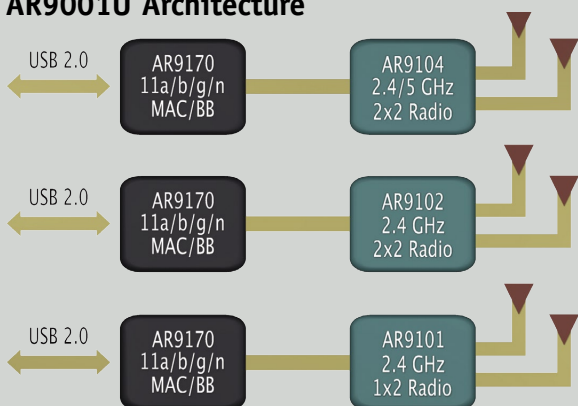 AR9001U Architecture
USB 2.0
AR9170
11a/b/g/n
MAC/BB
AR9104
2.4/5 GHz
2x2 Radio
USB 2.0
AR9170
11a/b/g/n
MAC/BB
AR9102
2.4 GHz
2x2 Radio
USB 2.0
AR9170
11a/b/g/n
MAC/BB
AR9101
2.4 GHz
1x2 Radio